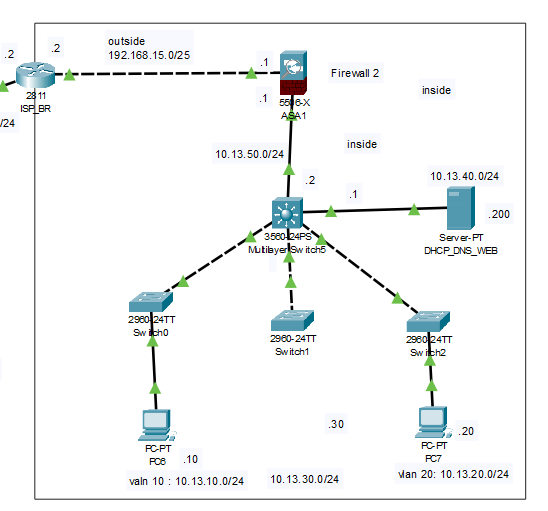 outside
192.168.15.0/25
.2
.2
.1
Firewall 2
2811
ISP_BR
5506-X
ASA1
.1
inside
/24
inside
10.13.50.0/24
10.13.40.0/24
.2
.1
.200
3560-24PS
Multilayer Switch5
Server-PT
DHCP_DNS_WEB
2960-24TT
Switch0
2960-24TT
Switch1
2960-24TT
Switch2
.30
.20
PC-PT
PC6
.10
PC-PT
PC7
valn 10 : 10.13.10.0/24
10.13.30.0/24
vlan 20: 10.13.20.0/24